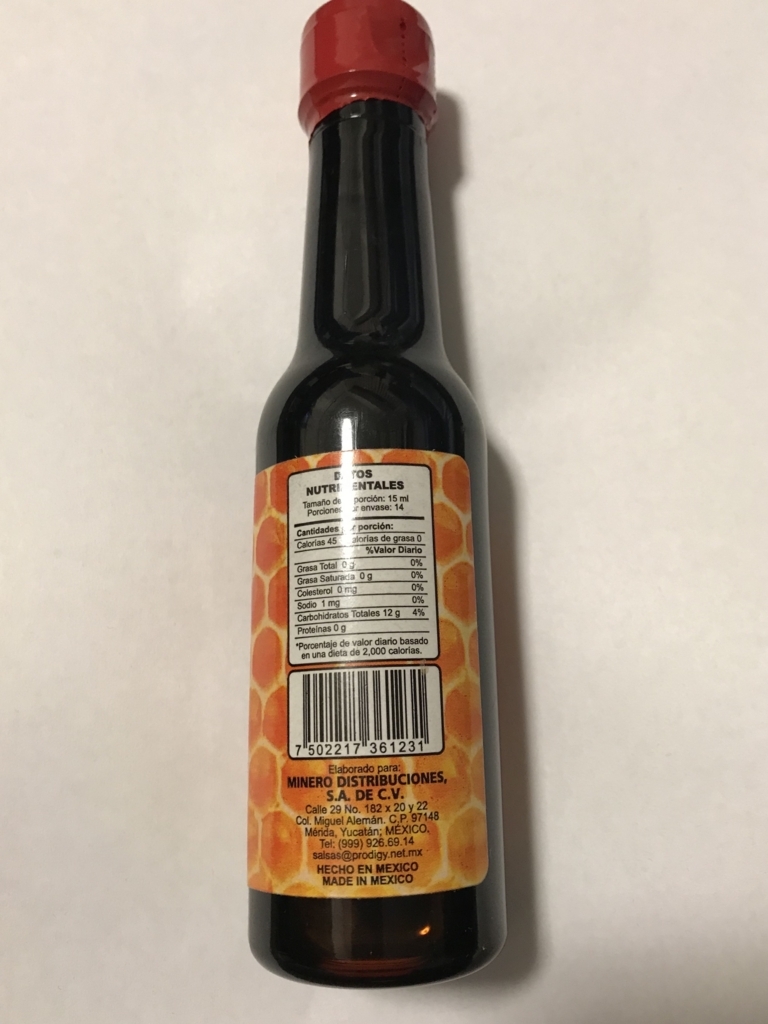 DATOS
NUTRIMENTALES
Tamaño de porción: 15 ml
Porciones por envase: 14
Cantidades por porción:
Calorías 45 Calorías de grasa 0
%Valor Diario
Grasa Total 0 g 0%
Grasa Saturada 0 g 0%
Colesterol 0 mg 0%
Sodio 1 mg 0%
Carbohidratos Totales 12 g 4%
Proteínas 0 g
*Porcentaje de valor diario basado
en una dieta de 2,000 calorías.
7 502217 361231
Elaborado para:
MINERO DISTRIBUCIONES,
S.A. DE C.V.
Calle 29 No. 182 x 20 y 22
Col. Miguel Alemán. C.P. 97148
Mérida, Yucatán; MÉXICO.
Tel: (999) 926.69.14
salsas@prodigy.net.mx
HECHO EN MEXICO
MADE IN MEXICO